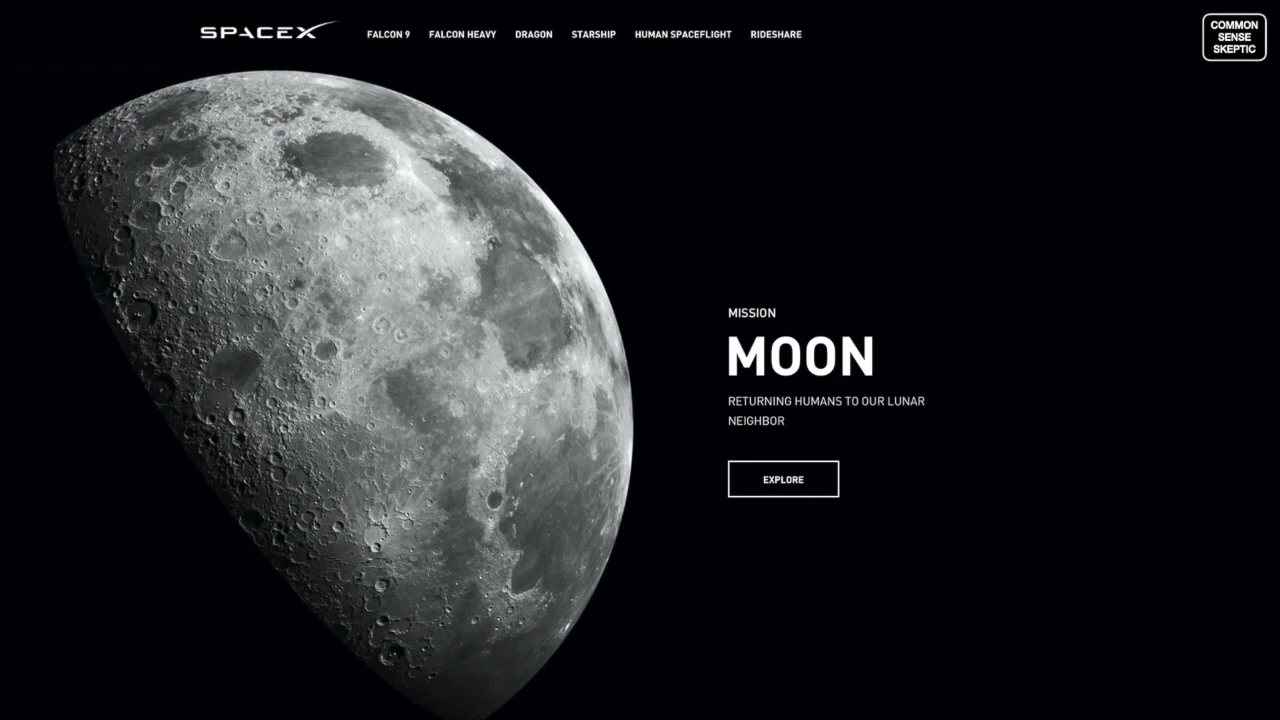 SPACEX
FALCON 9 FALCON HEAVY DRAGON STARSHIP HUMAN SPACEFLIGHT RIDESHARE
COMMON
SENSE
SKEPTIC
MISSION
MOON
RETURNING HUMANS TO OUR LUNAR
NEIGHBOR
EXPLORE